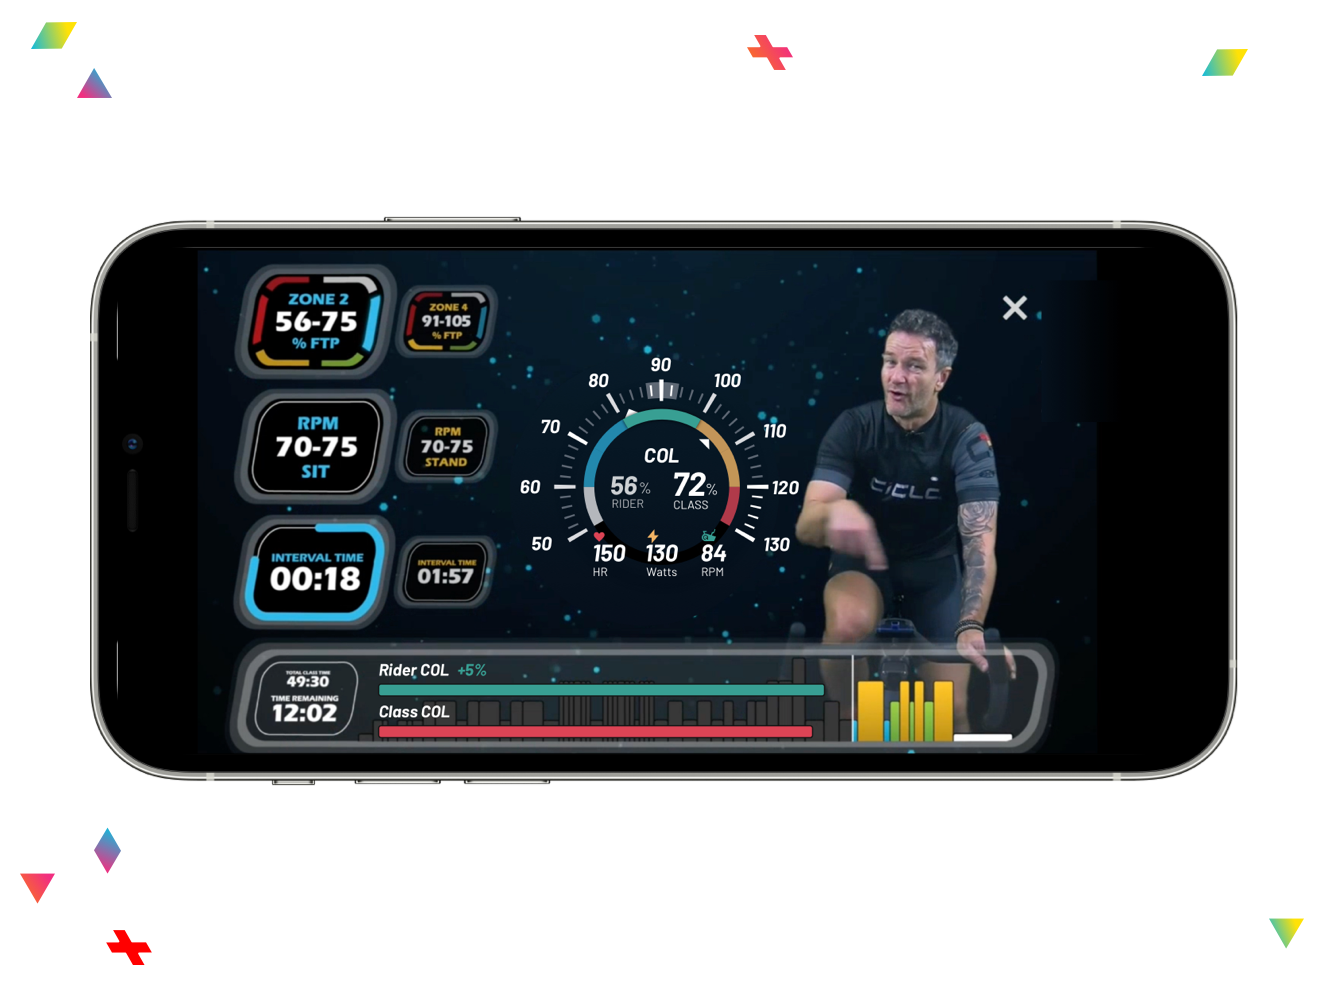 ZONE 2
56-75
% FTP
ZONE 4
91-105
% FTP
RPM
70-75
SIT
RPM
70-75
STAND
INTERVAL TIME
00:18
INTERVAL TIME
01:57
50
60
70
80
90
100
110
120
130
COL
56%
RIDER
72%
CLASS
150
HR
130
Watts
84
RPM
CICLO
TOTAL CLASS TIME
49:30
TIME REMAINING
12:02
Rider COL +5%
Class COL